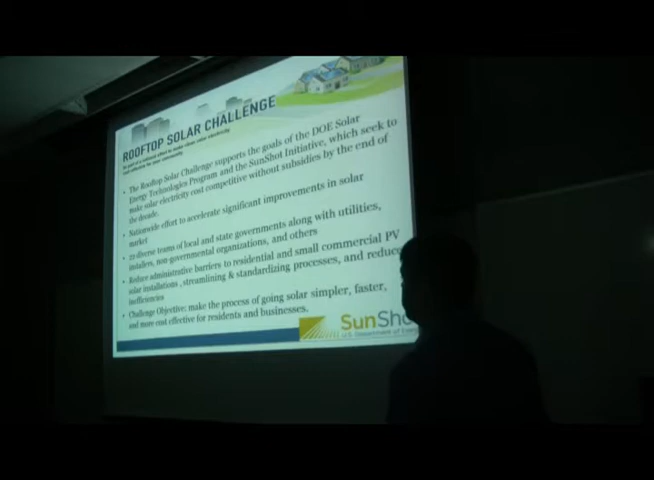 ROOFTOP SOLAR CHALLENGE
• The Rooftop Solar Challenge supports the goals of the DOE Solar
Energy Technologies Program and the SunShot Initiative, which seek to
make solar electricity cost competitive without subsidies by the end of
the decade.
• Nationwide effort to accelerate significant improvements in solar
market
• 22 diverse teams of local and state governments along with utilities,
installers, non-governmental organizations, and others
• Reduce administrative barriers to residential and small commercial PV
solar installations , streamlining & standardizing processes, and reduce
inefficiencies
• Challenge Objective: make the process of going solar simpler, faster,
and more cost effective for residents and businesses.
SunSho
U.S. Department of Energ